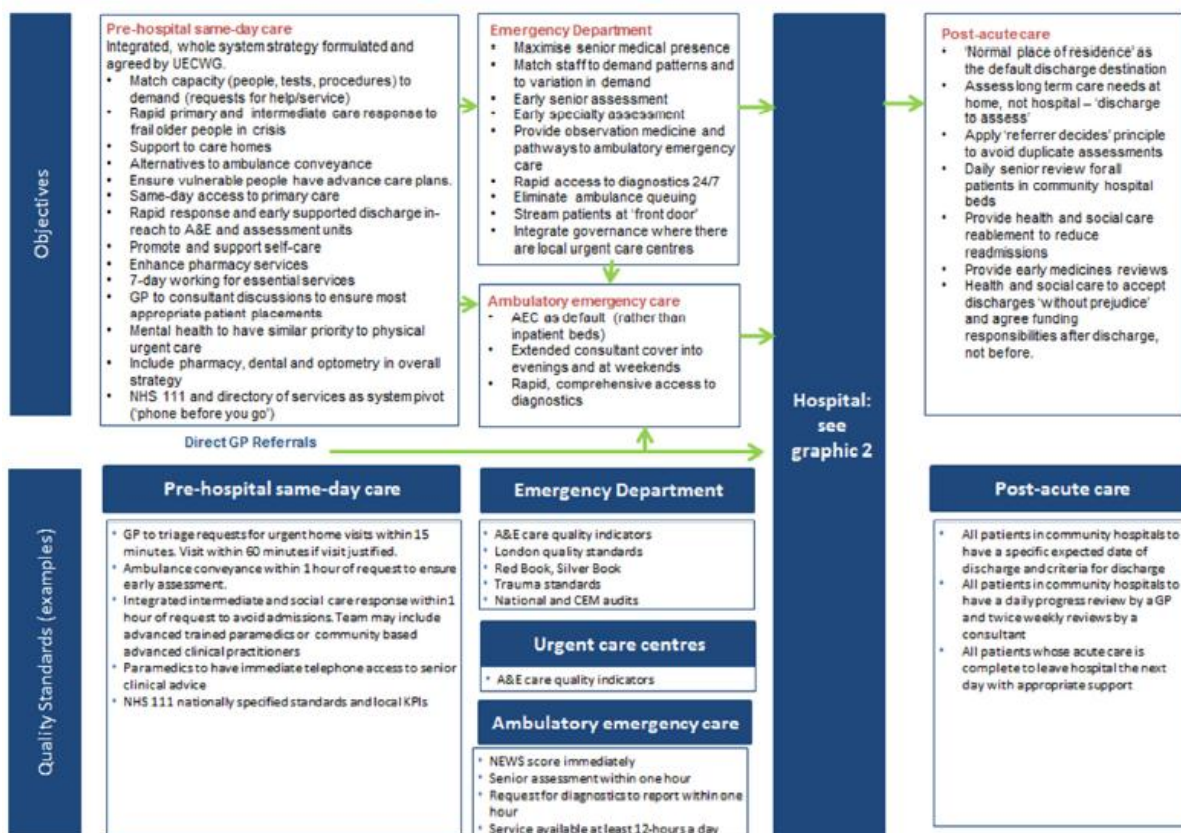 Objectives
Pre-hospital same-day care
Integrated, whole system strategy formulated and
agreed by UECWG.
• Match capacity (people, tests, procedures) to
demand (requests for help/service)
• Rapid primary and intermediate care response to
frail older people in crisis
• Support to care homes
• Alternatives to ambulance conveyance
• Ensure vulnerable people have advance care plans.
• Same-day access to primary care
• Rapid response and early supported discharge in-
reach to A&E and assessment units
• Promote and support self-care
• Enhance pharmacy services
• 7-day working for essential services
• GP to consultant discussions to ensure most
appropriate patient placements
• Mental health to have similar priority to physical
urgent care
• Include pharmacy, dental and optometry in overall
strategy
• NHS 111 and directory of services as system pivot
('phone before you go')
Emergency Department
• Maximise senior medical presence
• Match staff to demand patterns and
to variation in demand
• Early senior assessment
• Early specialty assessment
• Provide observation medicine and
pathways to ambulatory emergency
care
• Rapid access to diagnostics 24/7
• Eliminate ambulance queuing
• Stream patients at 'front door'
• Integrate governance where there
are local urgent care centres
Ambulatory emergency care
• AEC as default (rather than
inpatient beds)
• Extended consultant cover into
evenings and at weekends
• Rapid, comprehensive access to
diagnostics
Direct GP Referrals
Hospital:
see
graphic 2
Post-acute care
• 'Normal place of residence' as
the default discharge destination
• Assess long term care needs at
home, not hospital – 'discharge
to assess'
• Apply 'referrer decides' principle
to avoid duplicate assessments
• Daily senior review for all
patients in community hospital
beds
• Provide health and social care
reablement to reduce
readmissions
• Provide early medicines reviews
• Health and social care to accept
discharges 'without prejudice'
and agree funding
responsibilities after discharge,
not before.
Quality Standards (examples)
Pre-hospital same-day care
• GP to triage requests for urgent home visits within 15
minutes. Visit within 60 minutes if visit justified.
• Ambulance conveyance within 1 hour of request to ensure
early assessment.
• Integrated intermediate and social care response within 1
hour of request to avoid admissions. Team may include
advanced trained paramedics or community based
advanced clinical practitioners
• Paramedics to have immediate telephone access to senior
clinical advice
• NHS 111 nationally specified standards and local KPIs
Emergency Department
• A&E care quality indicators
• London quality standards
• Red Book, Silver Book
• Trauma standards
• National and CEM audits
Urgent care centres
• A&E care quality indicators
Ambulatory emergency care
• NEWS score immediately
• Senior assessment within one hour
• Request for diagnostics to report within one
hour
• Service available at least 12-hours a day
Post-acute care
• All patients in community hospitals to
have a specific expected date of
discharge and criteria for discharge
• All patients in community hospitals to
have a daily progress review by a GP
and twice weekly reviews by a
consultant
• All patients whose acute care is
complete to leave hospital the next
day with appropriate support